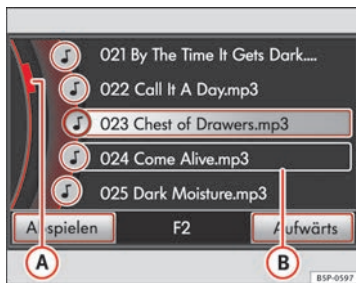 021 By The Time It Gets Dark....
022 Call It A Day.mp3
023 Chest of Drawers.mp3
024 Come Alive.mp3
025 Dark Moisture.mp3
Abspielen F2 Aufwärts
A B
B5P-0597